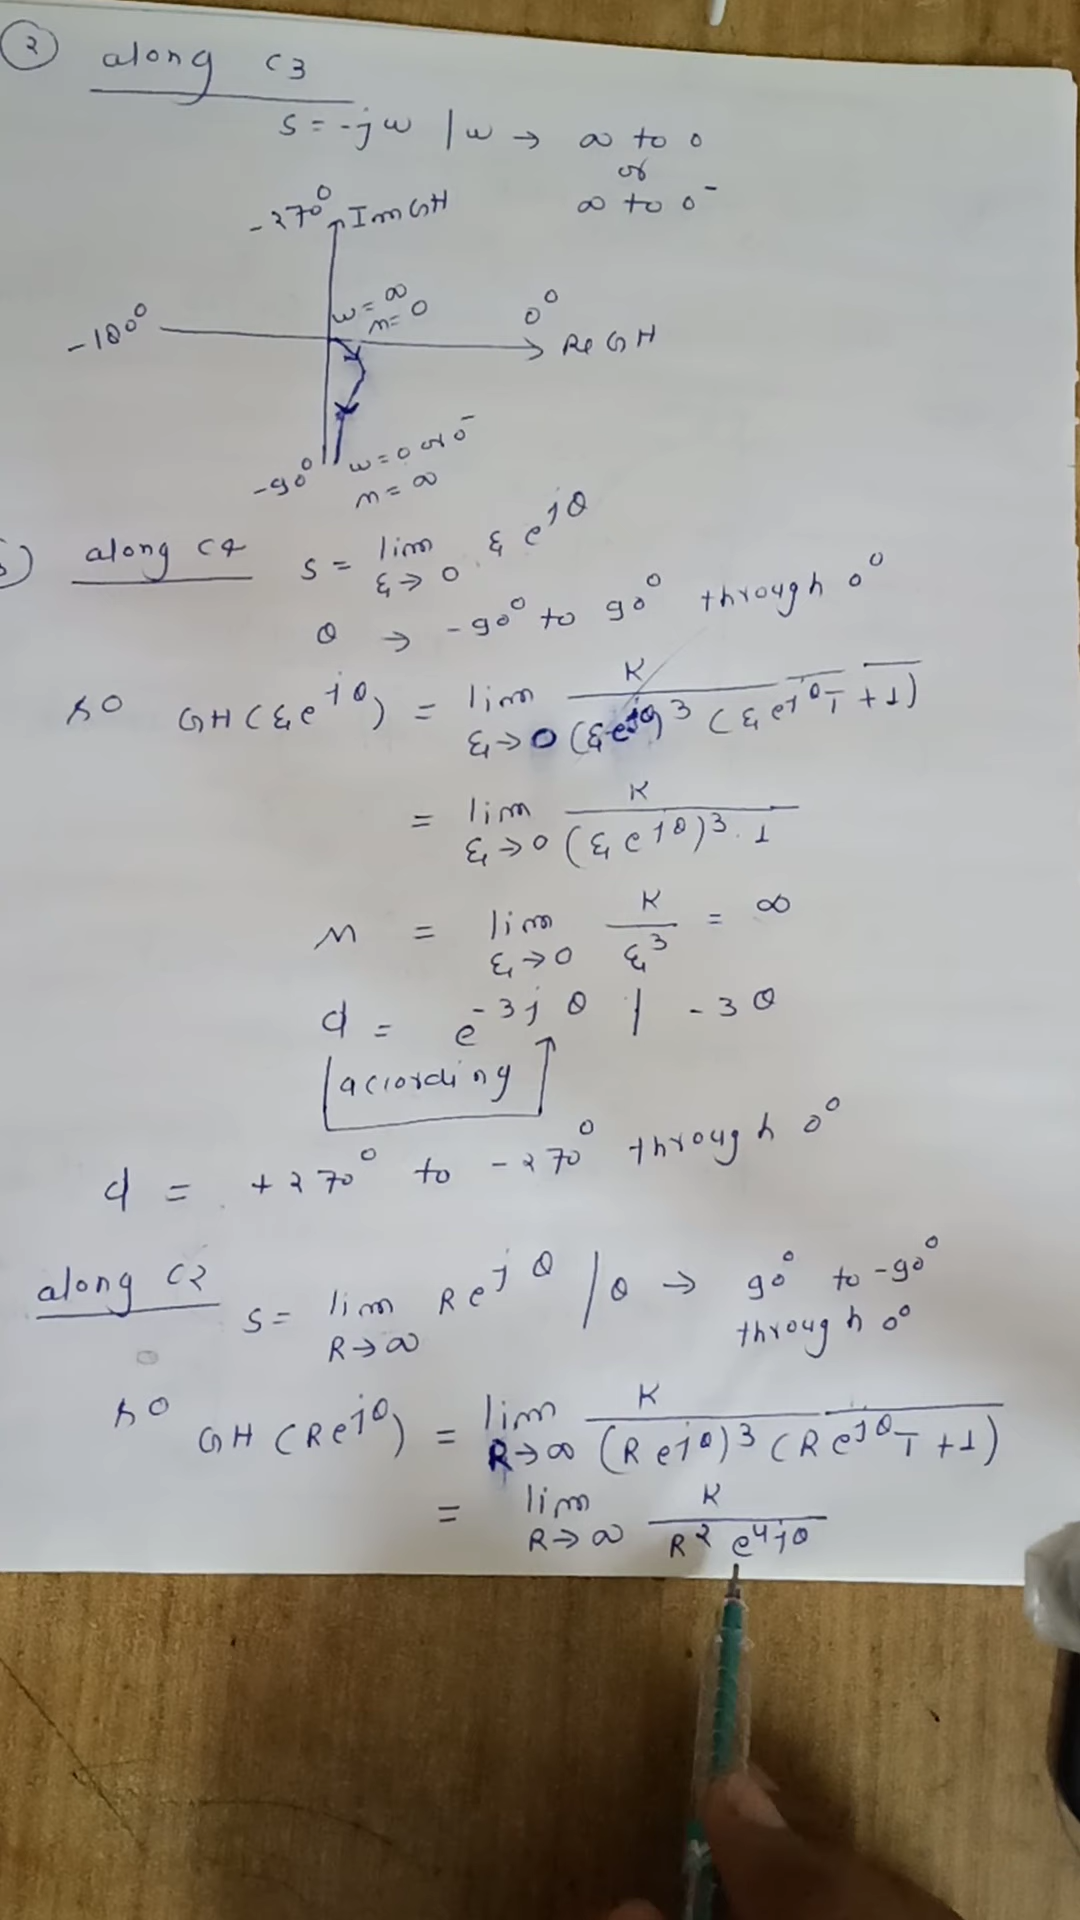 ② along C3
s = -jω | ω → ∞ to 0
or
∞ to 0⁻
-270° Im GH
ω = ∞
m = 0
0°
-180°
Re GH
-90°
ω = 0 or 0⁻
m = ∞
along C4 s = lim ε→0 ε e^jθ
θ → -90° to 90° through 0°
so GH(εe^jθ) = lim ε→0 K / (εe^jθ)³ (εe^jθT + 1)
= lim ε→0 K / (εe^jθ)³ . 1
m = lim ε→0 K / ε³ = ∞
φ = e^-3jθ | -3θ
acording
φ = +270° to -270° through 0°
along C2 s = lim R→∞ R e^jθ / θ → 90° to -90°
through 0°
so GH(Re^jθ) = lim R→∞ K / (Re^jθ)³ (Re^jθT + 1)
= lim R→∞ K / R² e^4jθ